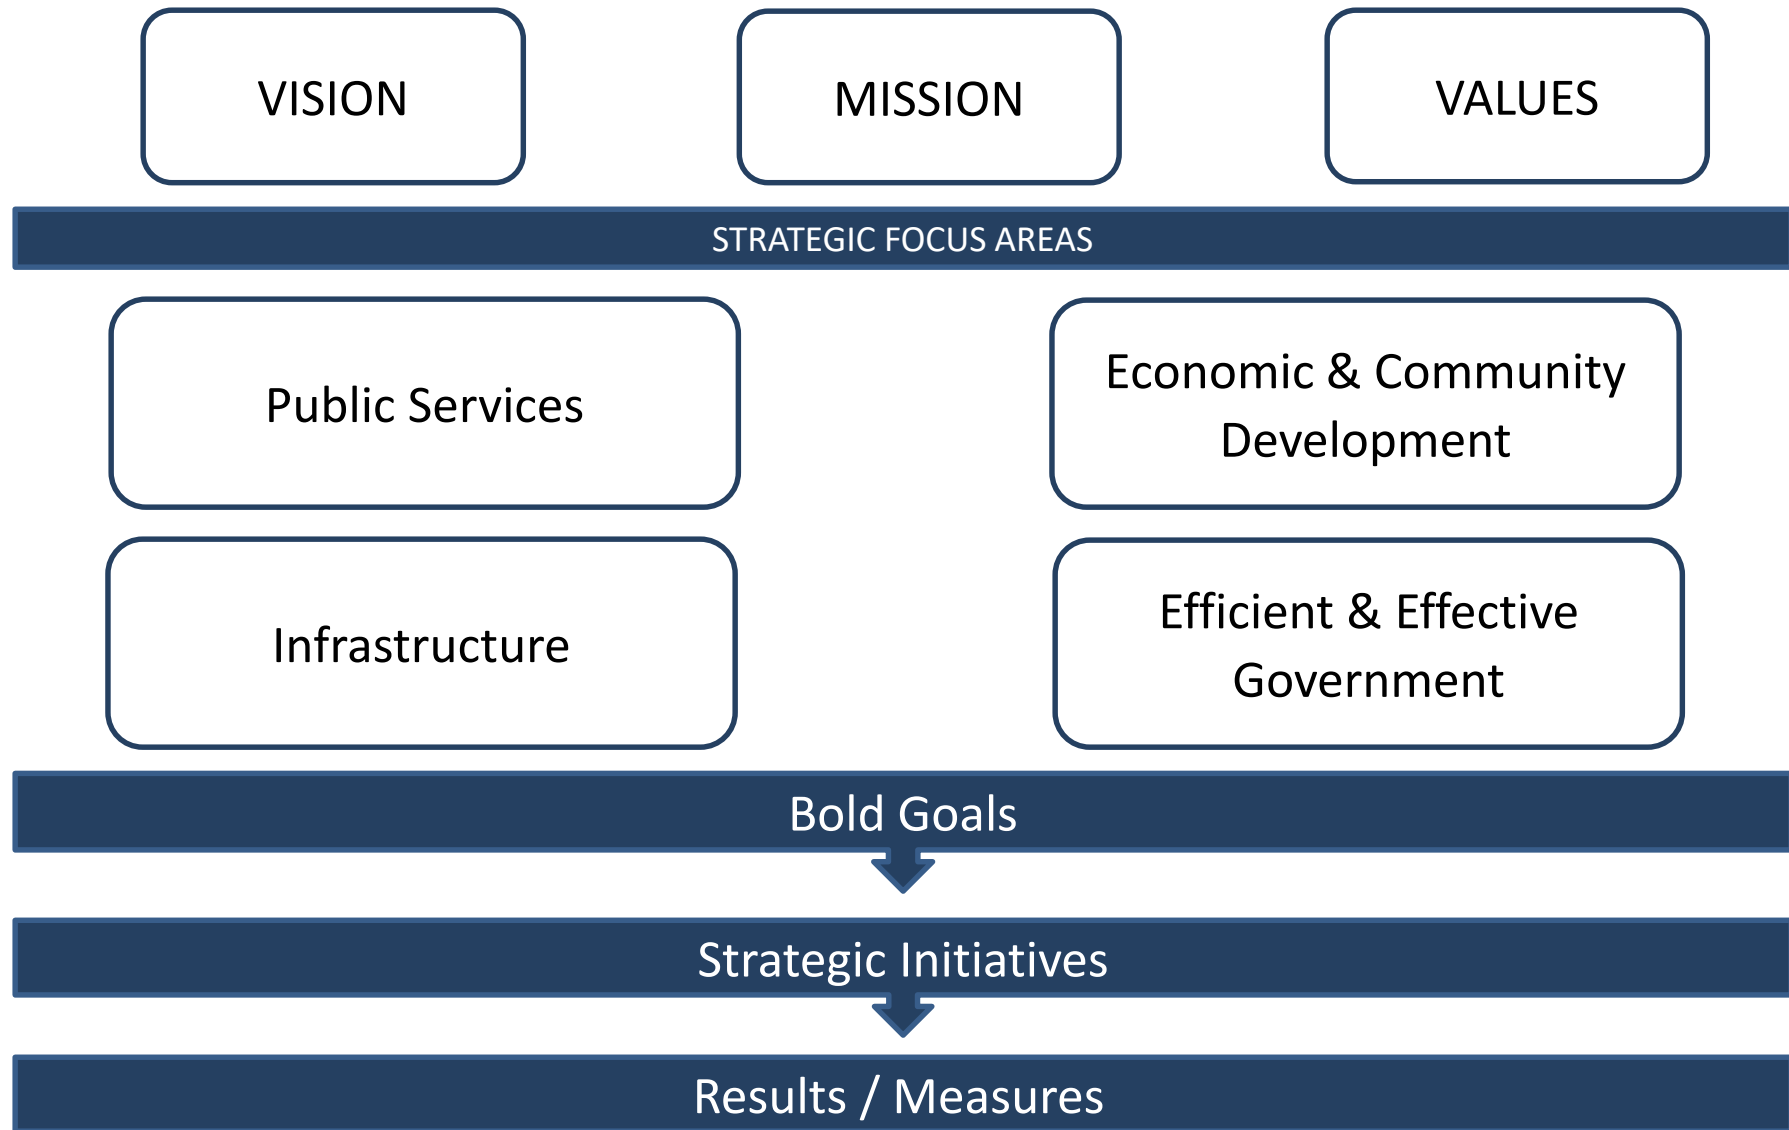 VISION
MISSION
VALUES
STRATEGIC FOCUS AREAS
Public Services
Economic & Community
Development
Infrastructure
Efficient & Effective
Government
Bold Goals
Strategic Initiatives
Results / Measures